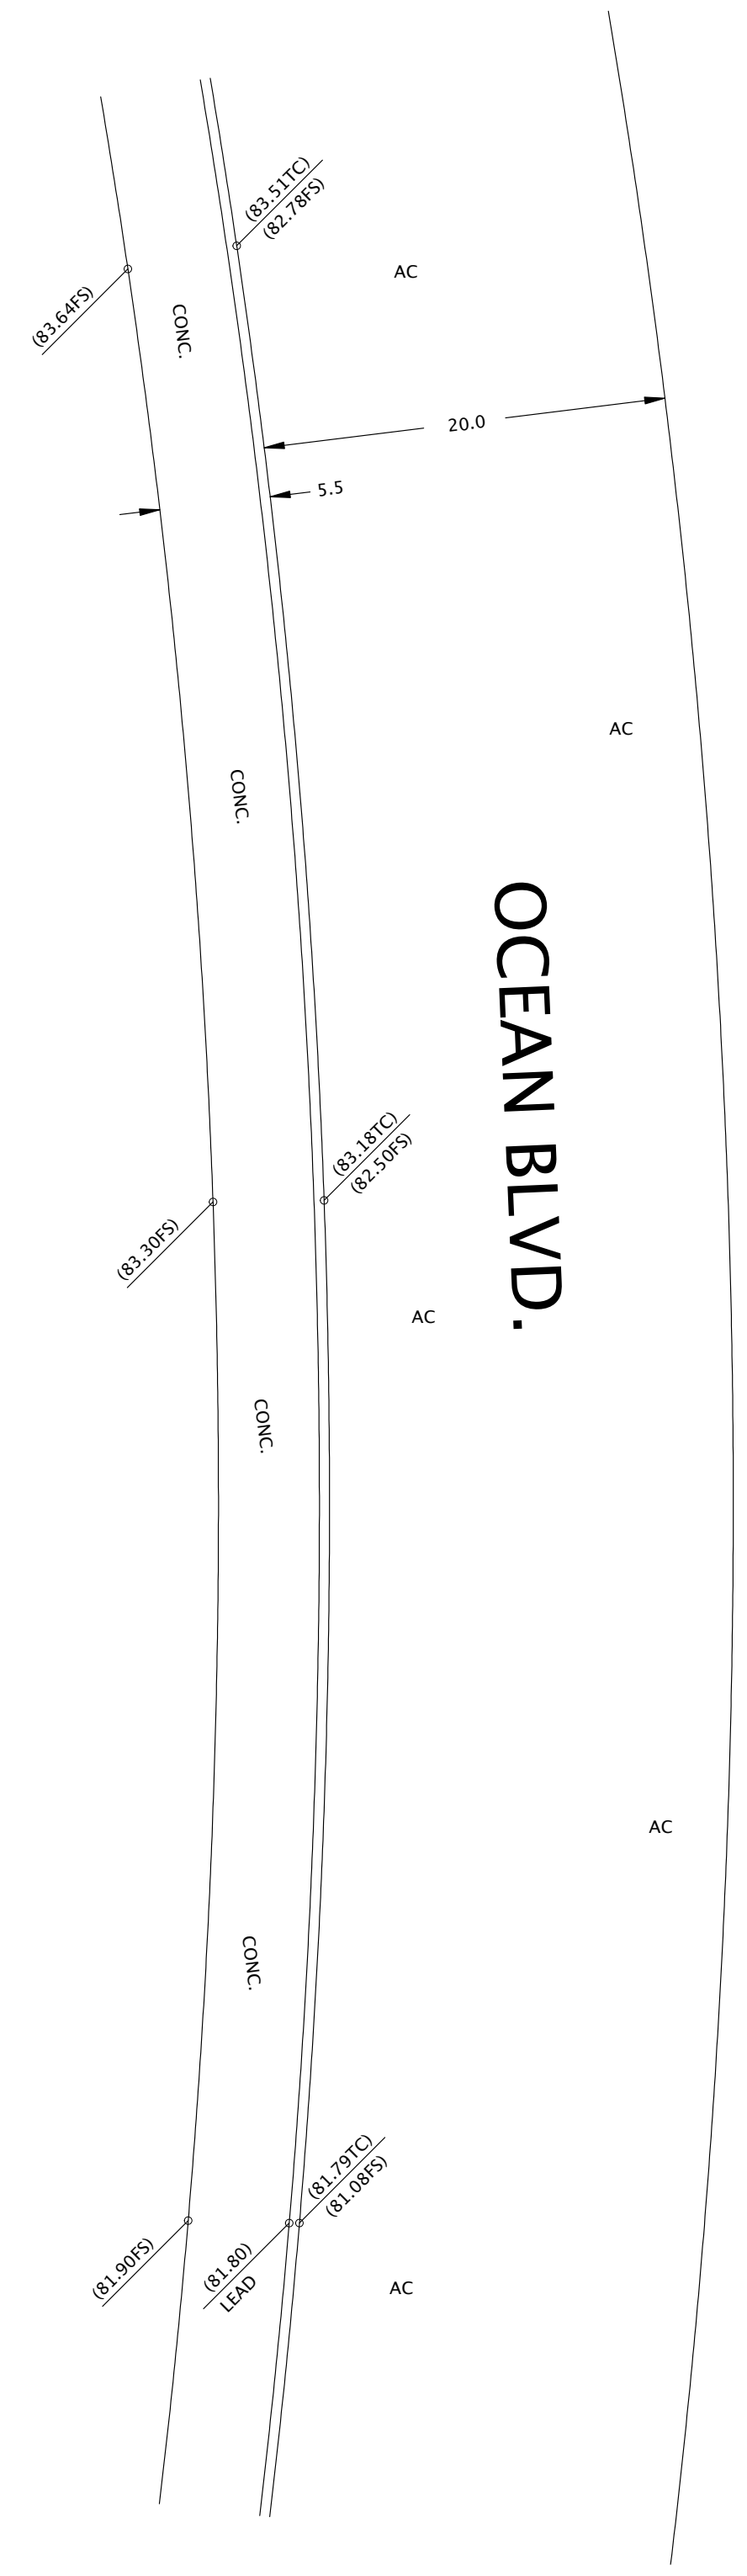 (83.51TC)
(82.78FS)
AC
(83.64FS)
CONC.
20.0
5.5
AC
CONC.
OCEAN BLVD.
(83.18TC)
(82.50FS)
(83.30FS)
AC
CONC.
AC
CONC.
(81.79TC)
(81.08FS)
(81.90FS)
(81.80)
LEAD
AC